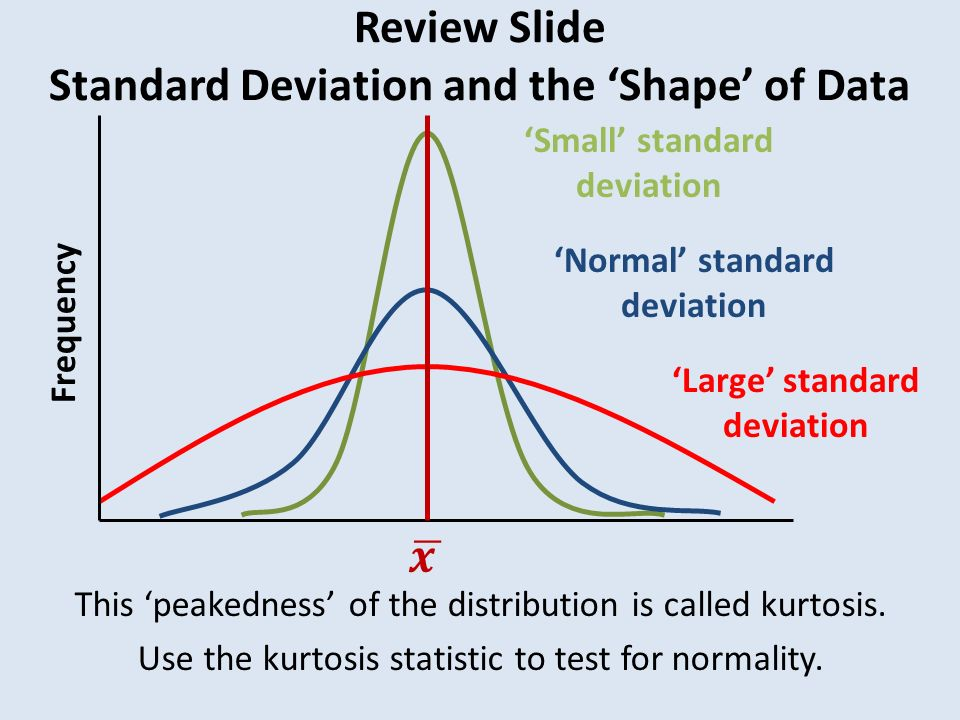 Review Slide
Standard Deviation and the ‘Shape’ of Data
‘Small’ standard
deviation
‘Normal’ standard
deviation
‘Large’ standard
deviation
Frequency
x̅
This ‘peakedness’ of the distribution is called kurtosis.
Use the kurtosis statistic to test for normality.